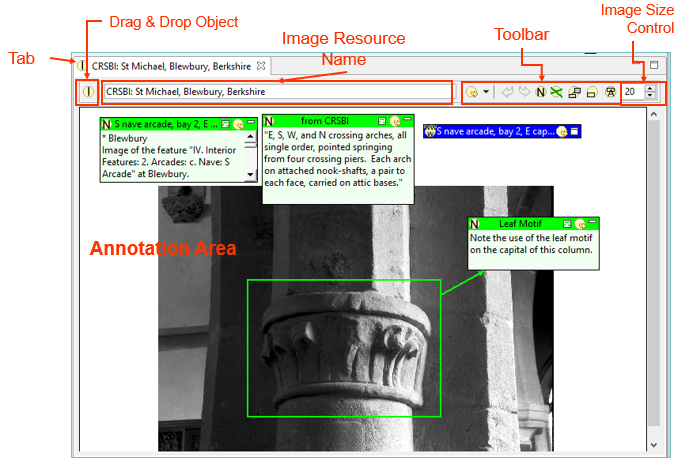 Drag & Drop Object
Image Size
Control
Tab
Image Resource
Name
Toolbar
CRSBI: St Michael, Blewbury, Berkshire
CRSBI: St Michael, Blewbury, Berkshire
N
20
N S nave arcade, bay 2, E ...
* Blewbury
Image of the feature "IV. Interior
Features: 2. Arcades: c. Nave: S
Arcade" at Blewbury.
N from CRSBI
"E, S, W, and N crossing arches, all
single order, pointed springing
from four crossing piers. Each arch
on attached nook-shafts, a pair to
each face, carried on attic bases."
W S nave arcade, bay 2, E cap...
N Leaf Motif
Note the use of the leaf motif
on the capital of this column.
Annotation Area